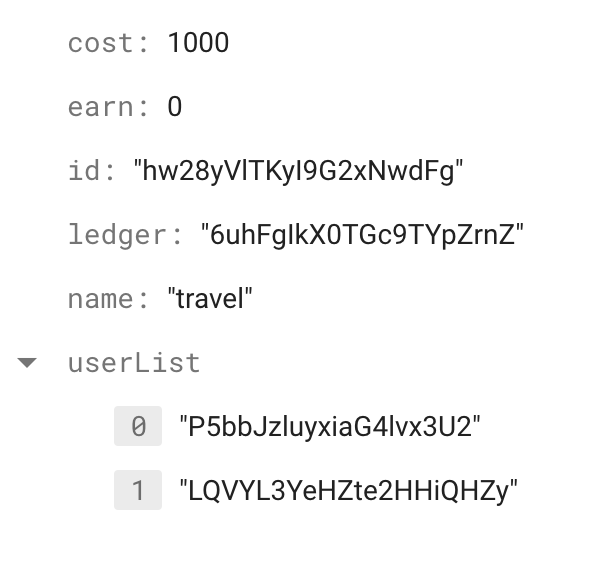 cost: 1000
earn: 0
id: "hw28yVlTKyI9G2xNwdFg"
ledger: "6uhFgIkX0TGc9TYpZrnZ"
name: "travel"
userList
0 "P5bbJzluyxiaG4lvx3U2"
1 "LQVYL3YeHZte2HHiQHZy"